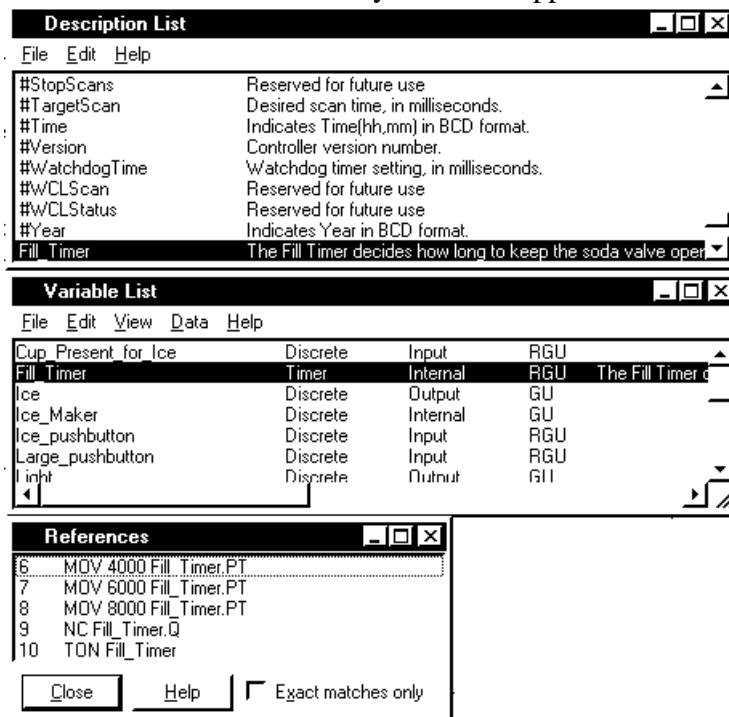 Description List
File Edit Help
#StopScans Reserved for future use
#TargetScan Desired scan time, in milliseconds.
#Time Indicates Time(hh,mm) in BCD format.
#Version Controller version number.
#WatchdogTime Watchdog timer setting, in milliseconds.
#WCLScan Reserved for future use
#WCLStatus Reserved for future use
#Year Indicates Year in BCD format.
Fill_Timer The Fill Timer decides how long to keep the soda valve open
Variable List
File Edit View Data Help
Cup_Present_for_Ice Discrete Input RGU
Fill_Timer Timer Internal RGU The Fill Timer
Ice Discrete Output GU
Ice_Maker Discrete Internal GU
Ice_pushbutton Discrete Input RGU
Large_pushbutton Discrete Input RGU
Light Discrete Output GU
References
6 MOV 4000 Fill_Timer.PT
7 MOV 6000 Fill_Timer.PT
8 MOV 8000 Fill_Timer.PT
9 NC Fill_Timer.Q
10 TON Fill_Timer
Close Help Exact matches only